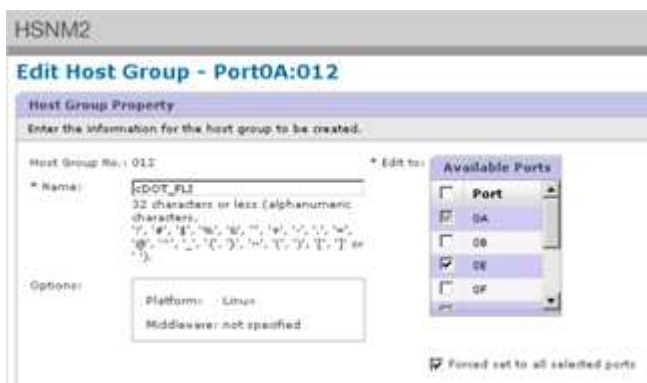 HSNM2
Edit Host Group - Port0A:012
Host Group Property
Enter the information for the host group to be created.
Host Group No.: 012
* Name:
cDOT_FLI
32 characters or less (alphanumeric
characters,
Options:
Platform: Linux
Middleware: not specified
* Edit to:
Available Ports
Port
0A
0B
0E
0F
Forced set to all selected ports